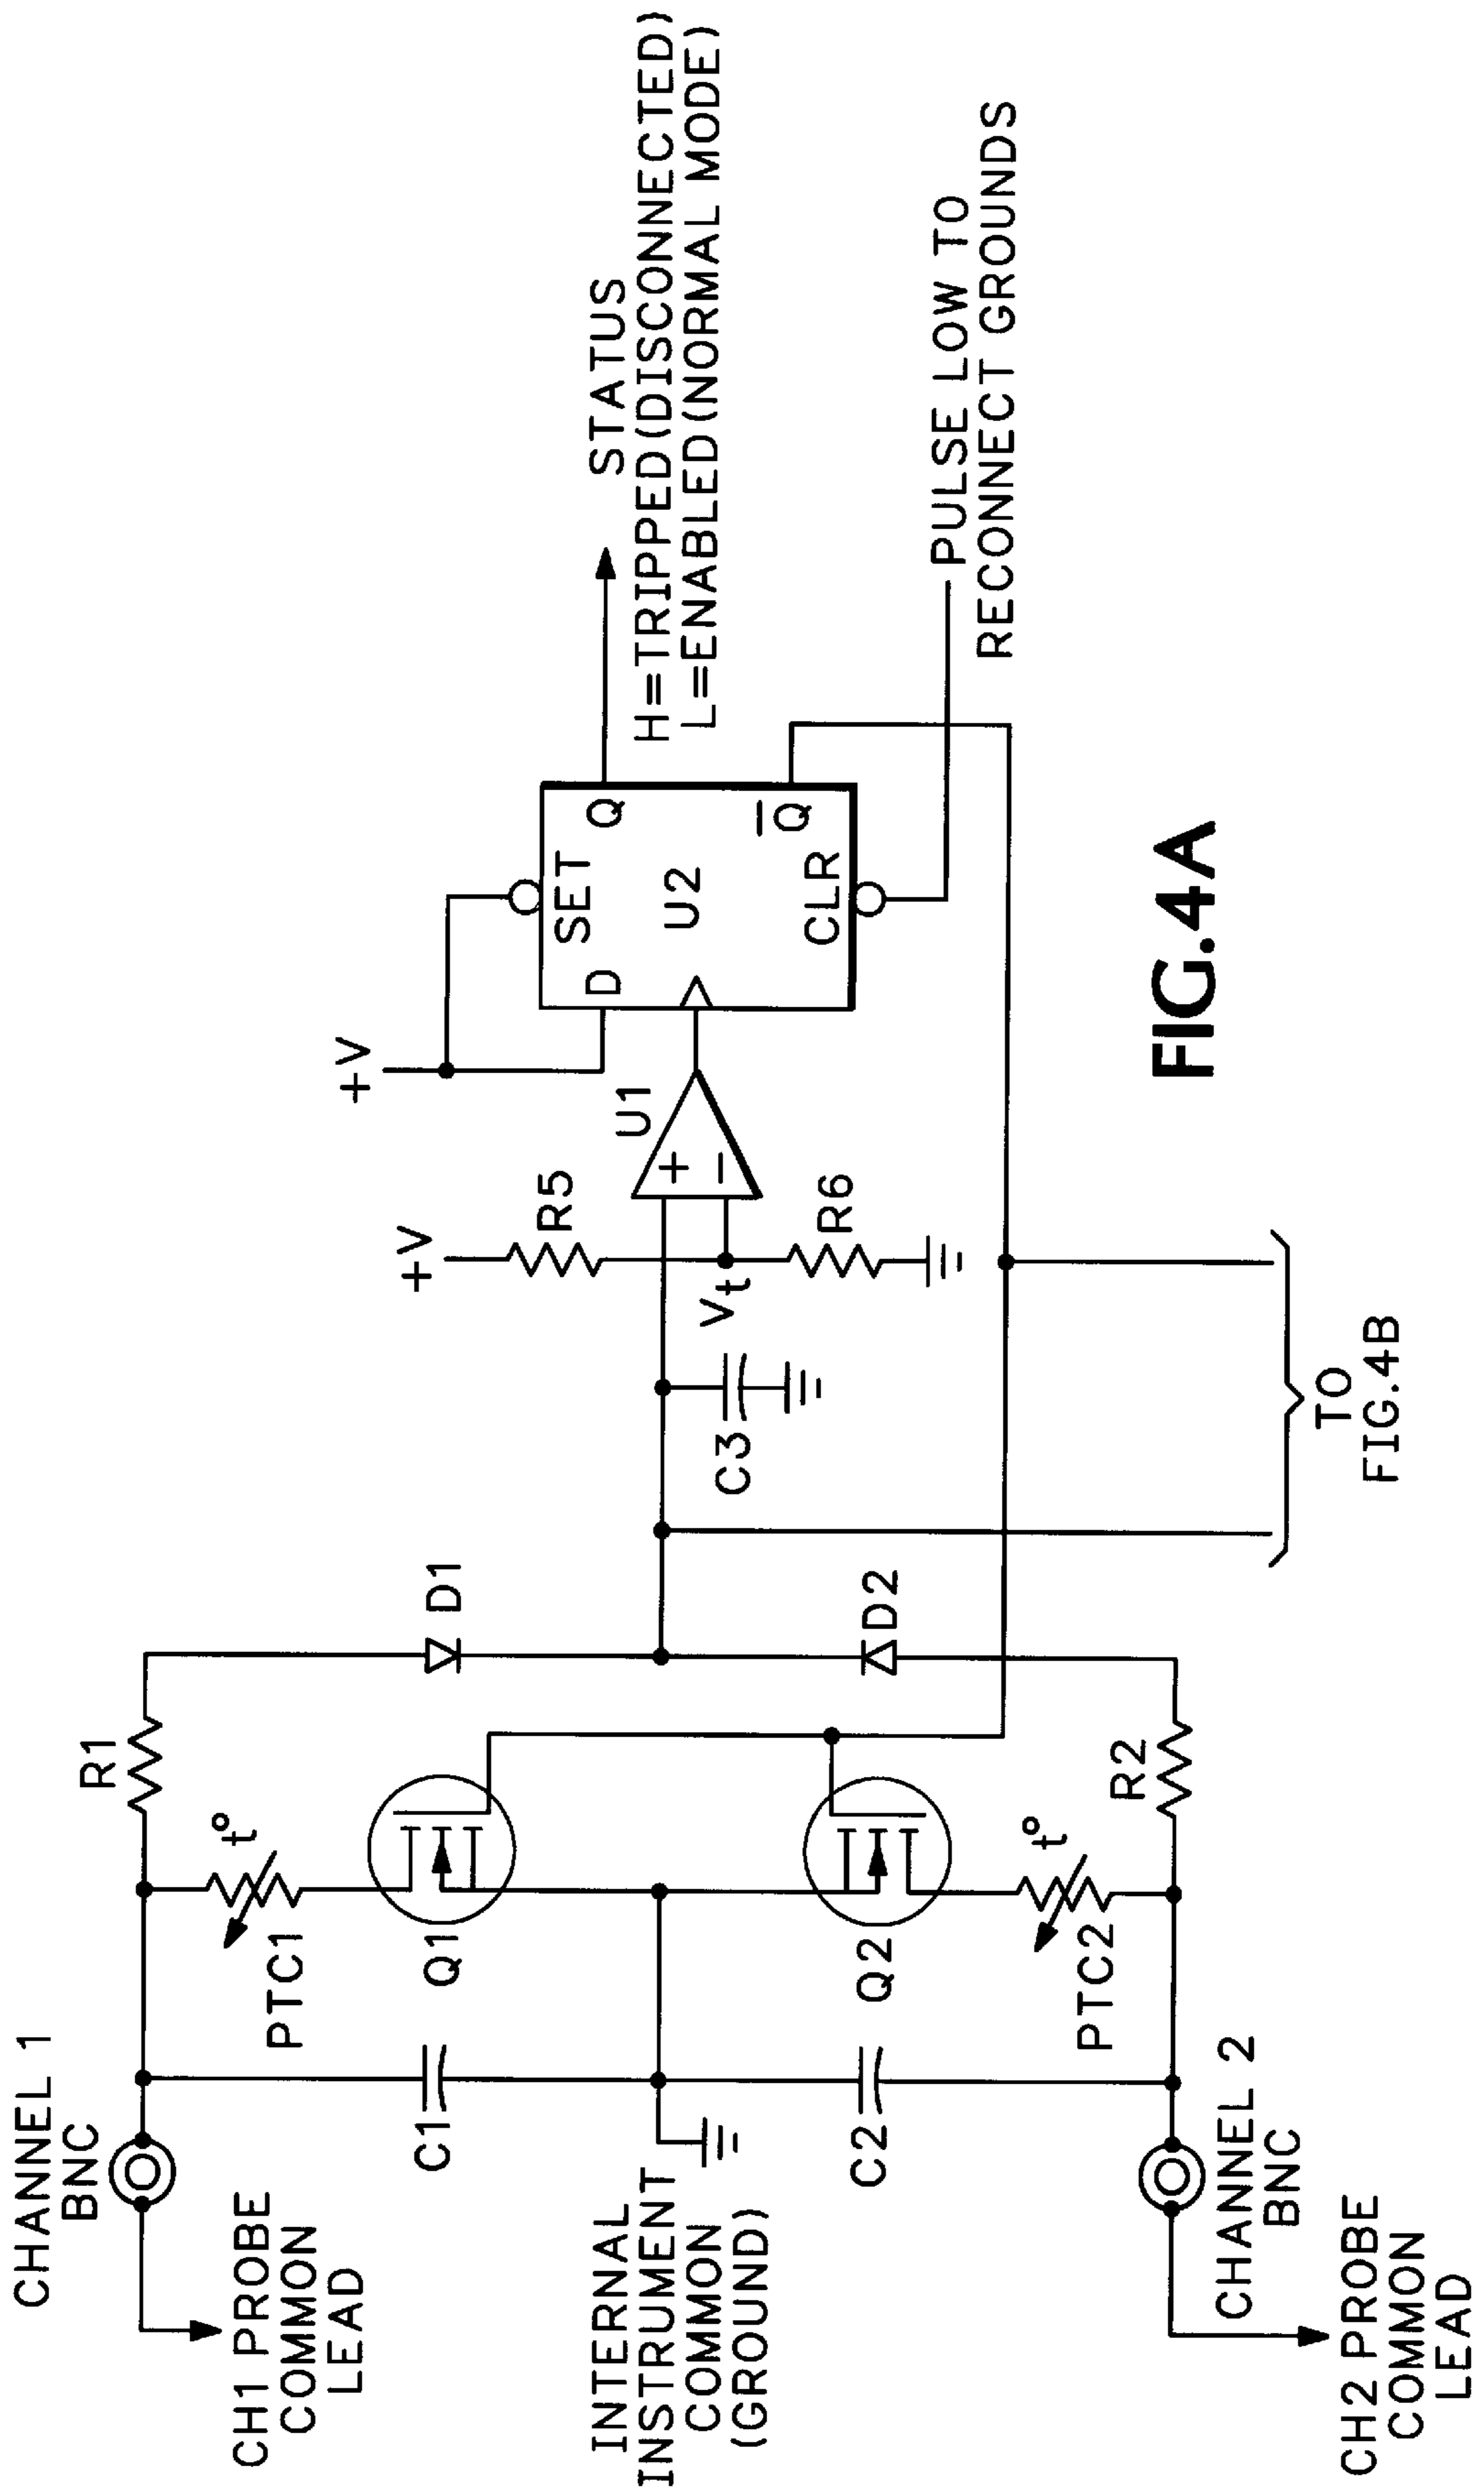 CHANNEL 1
BNC
CH1 PROBE
COMMON
LEAD
R1
t°
PTC1
Q1
C1
INTERNAL
INSTRUMENT
COMMON
(GROUND)
C2
Q2
PTC2
t°
R2
CHANNEL 2
BNC
CH2 PROBE
COMMON
LEAD
D1
D2
C3
+V
R5
Vt
R6
U1
+
−
+V
D
SET
U2
CLR
Q
Q̅
STATUS
H=TRIPPED(DISCONNECTED)
L=ENABLED(NORMAL MODE)
PULSE LOW TO
RECONNECT GROUNDS
TO
FIG.4B
FIG.4A